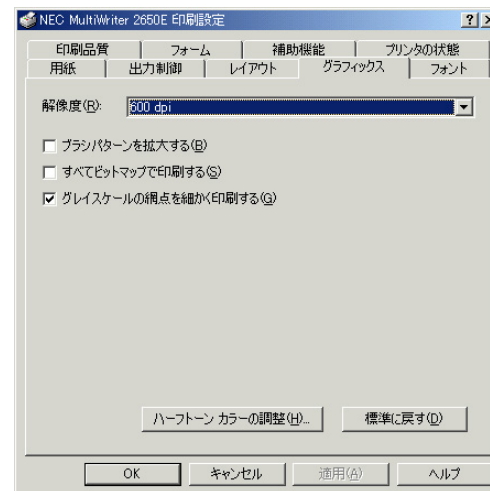 NEC MultiWriter 2650E 印刷設定
印刷品質 フォーム 補助機能 プリンタの状態
用紙 出力制御 レイアウト グラフィックス フォント
解像度(R): 600 dpi
ブラシパターンを拡大する(B)
すべてビットマップで印刷する(S)
グレイスケールの網点を細かく印刷する(G)
ハーフトーン カラーの調整(H)... 標準に戻す(D)
OK キャンセル 適用(A) ヘルプ